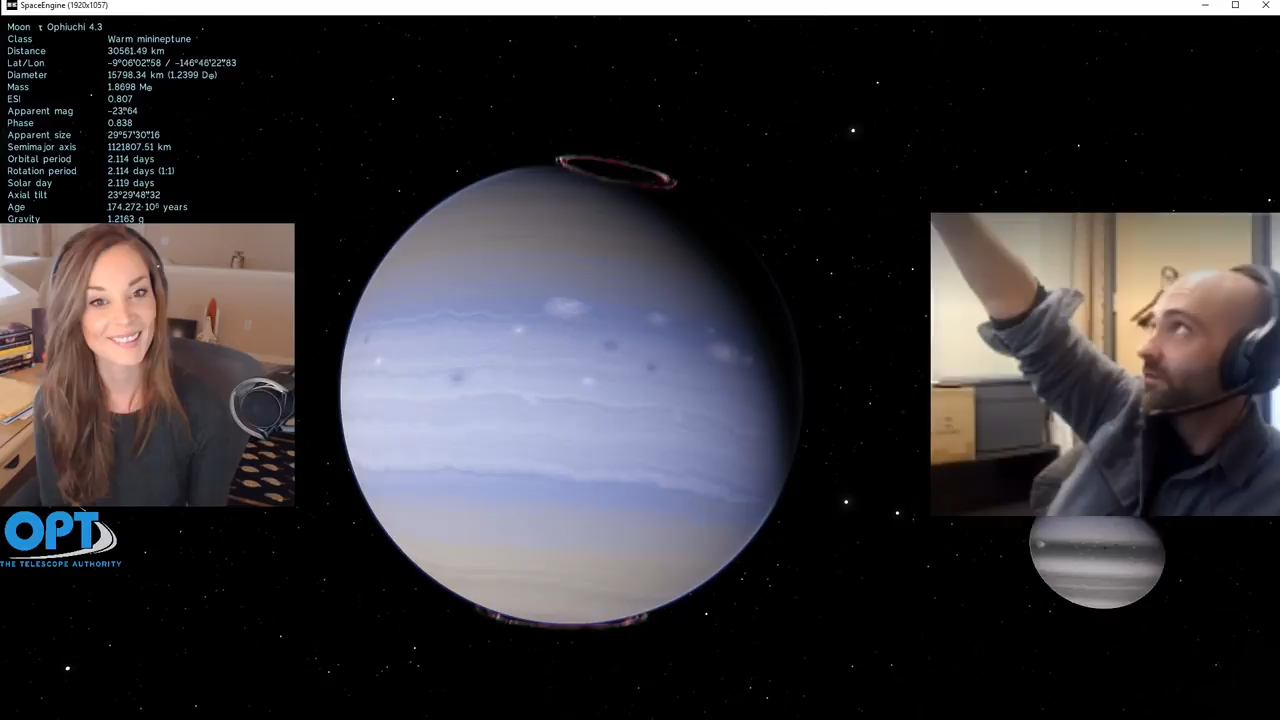 SpaceEngine (1920x1057)
Moon τ Ophiuchi 4.3
Class Warm minineptune
Distance 30561.49 km
Lat/Lon -9°06'02"58 / -146°46'22"83
Diameter 15798.34 km (1.2399 D⊕)
Mass 1.8698 M⊕
ESI 0.807
Apparent mag -23m64
Phase 0.838
Apparent size 29°57'30"16
Semimajor axis 1121807.51 km
Orbital period 2.114 days
Rotation period 2.114 days (1:1)
Solar day 2.119 days
Axial tilt 23°29'48"32
Age 174.272·10⁶ years
Gravity 1.2163 g
OPT
THE TELESCOPE AUTHORITY